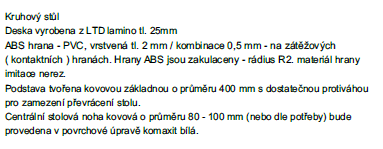 Kruhový stůl
Deska vyrobena z LTD lamino tl. 25mm
ABS hrana - PVC, vrstvená tl. 2 mm / kombinace 0,5 mm - na zátěžových
( kontaktních ) hranách. Hrany ABS jsou zakulaceny - rádius R2. materiál hrany
imitace nerez.
Podstava tvořena kovovou základnou o průměru 400 mm s dostatečnou protiváhou
pro zamezení převrácení stolu.
Centrální stolová noha kovová o průměru 80 - 100 mm (nebo dle potřeby) bude
provedena v povrchové úpravě komaxit bílá.